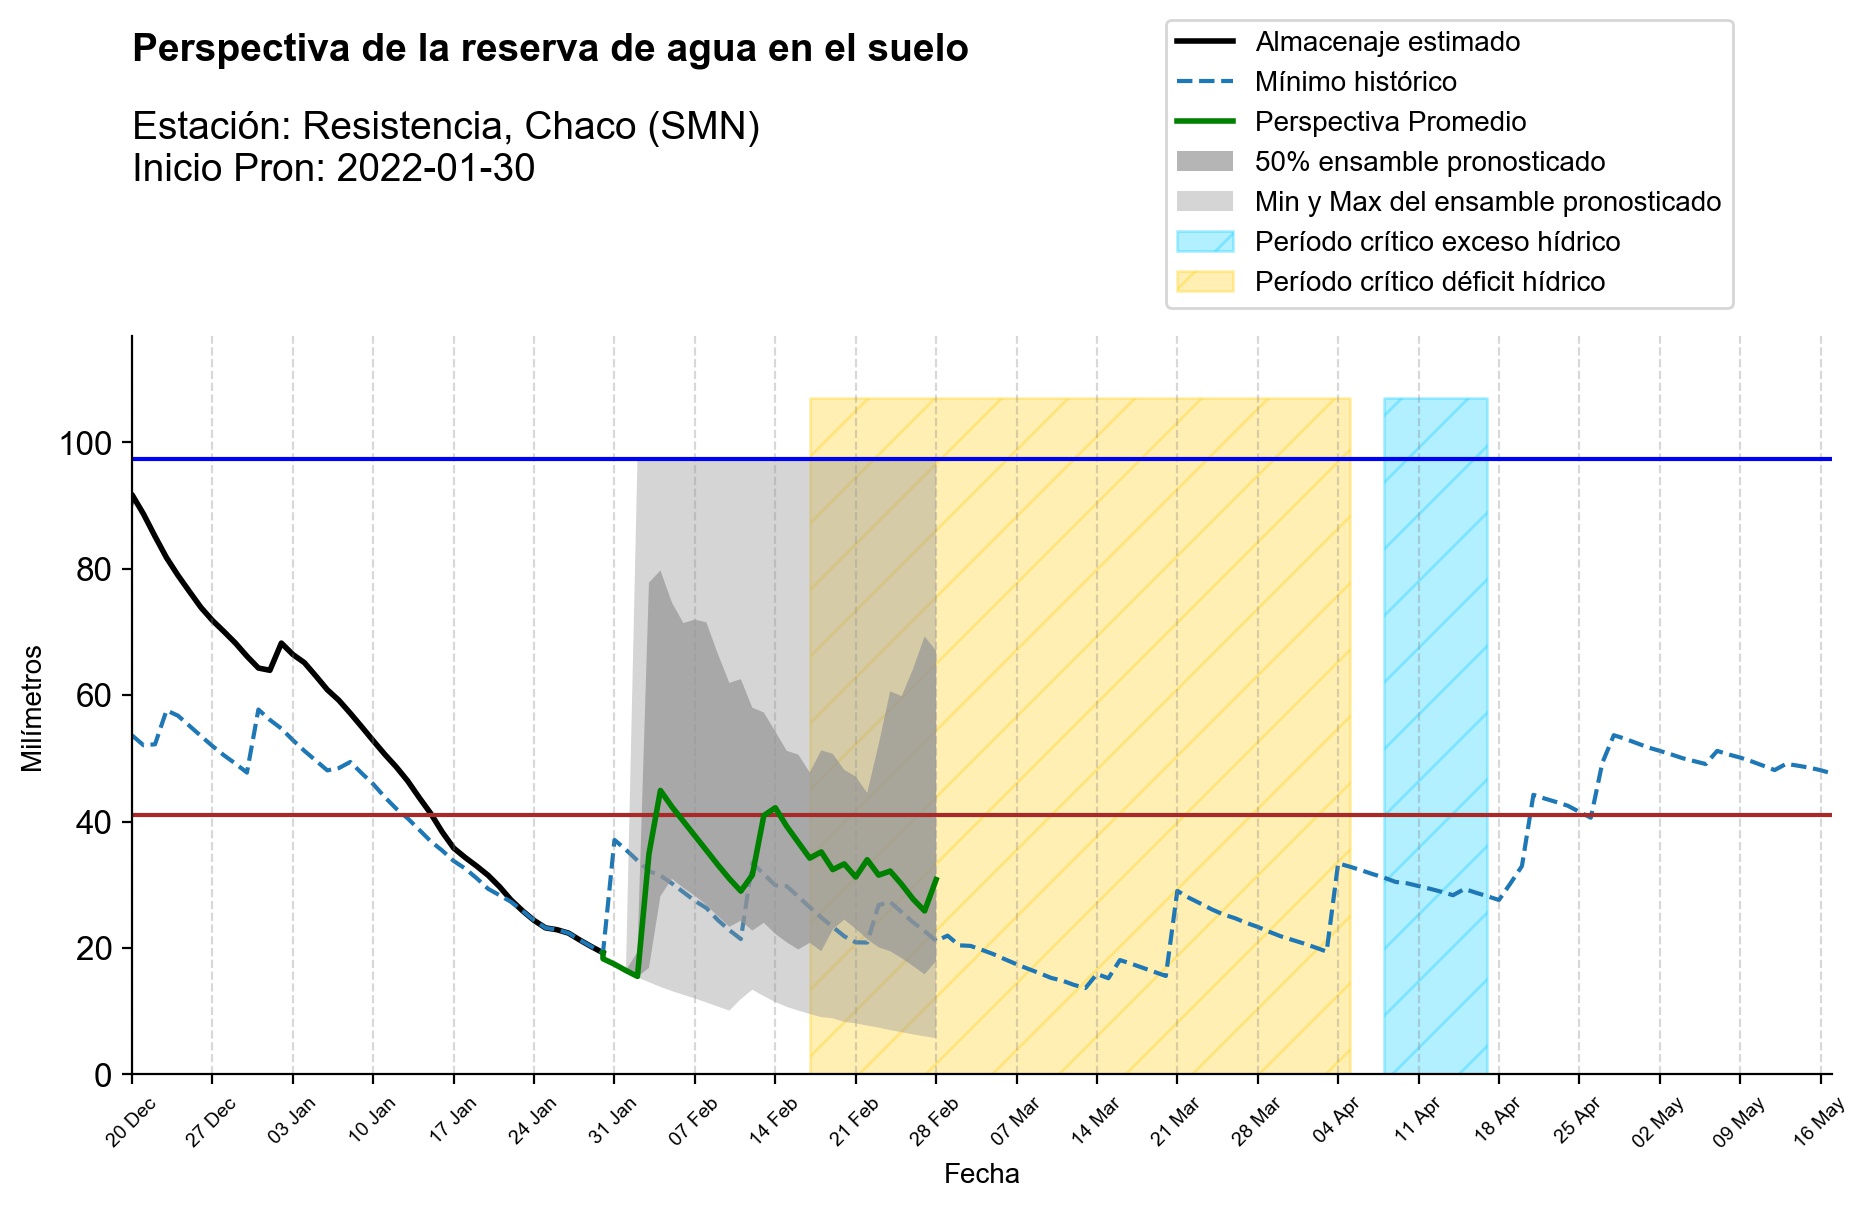 Perspectiva de la reserva de agua en el suelo
Estación: Resistencia, Chaco (SMN)
Inicio Pron: 2022-01-30
Almacenaje estimado
Mínimo histórico
Perspectiva Promedio
50% ensamble pronosticado
Min y Max del ensamble pronosticado
Período crítico exceso hídrico
Período crítico déficit hídrico
Milímetros
100
80
60
40
20
0
20 Dec
27 Dec
03 Jan
10 Jan
17 Jan
24 Jan
31 Jan
07 Feb
14 Feb
21 Feb
28 Feb
07 Mar
14 Mar
21 Mar
28 Mar
04 Apr
11 Apr
18 Apr
25 Apr
02 May
09 May
16 May
Fecha